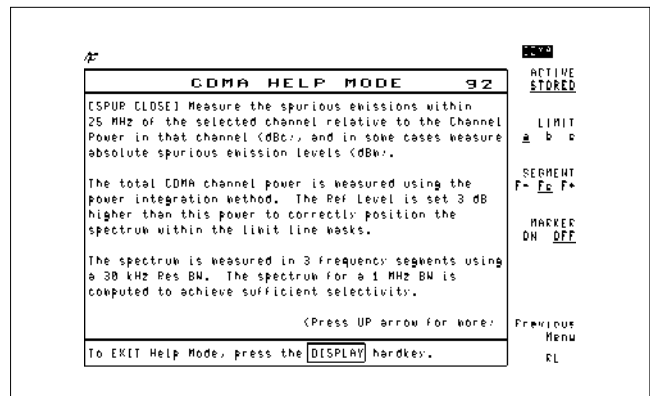 CDMA
CDMA HELP MODE 92
[SPUR CLOSE] Measure the spurious emissions within
25 MHz of the selected channel relative to the Channel
Power in that channel (dBc), and in some cases measure
absolute spurious emission levels (dBm).
The total CDMA channel power is measured using the
power integration method. The Ref Level is set 3 dB
higher than this power to correctly position the
spectrum within the limit line masks.
The spectrum is measured in 3 frequency segments using
a 30 kHz Res BW. The spectrum for a 1 MHz BW is
computed to achieve sufficient selectivity.
(Press UP arrow for more)
To EXIT Help Mode, press the DISPLAY hardkey.
ACTIVE
STORED
LIMIT
a b c
SEGMENT
F- Fc F+
MARKER
ON OFF
Previous
Menu
RL